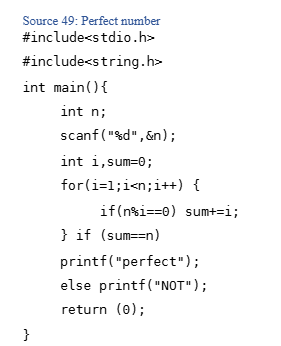 Source 49: Perfect number
#include<stdio.h>
#include<string.h>
int main(){
int n;
scanf("%d",&n);
int i,sum=0;
for(i=1;i<n;i++) {
if(n%i==0) sum+=i;
} if (sum==n)
printf("perfect");
else printf("NOT");
return (0);
}